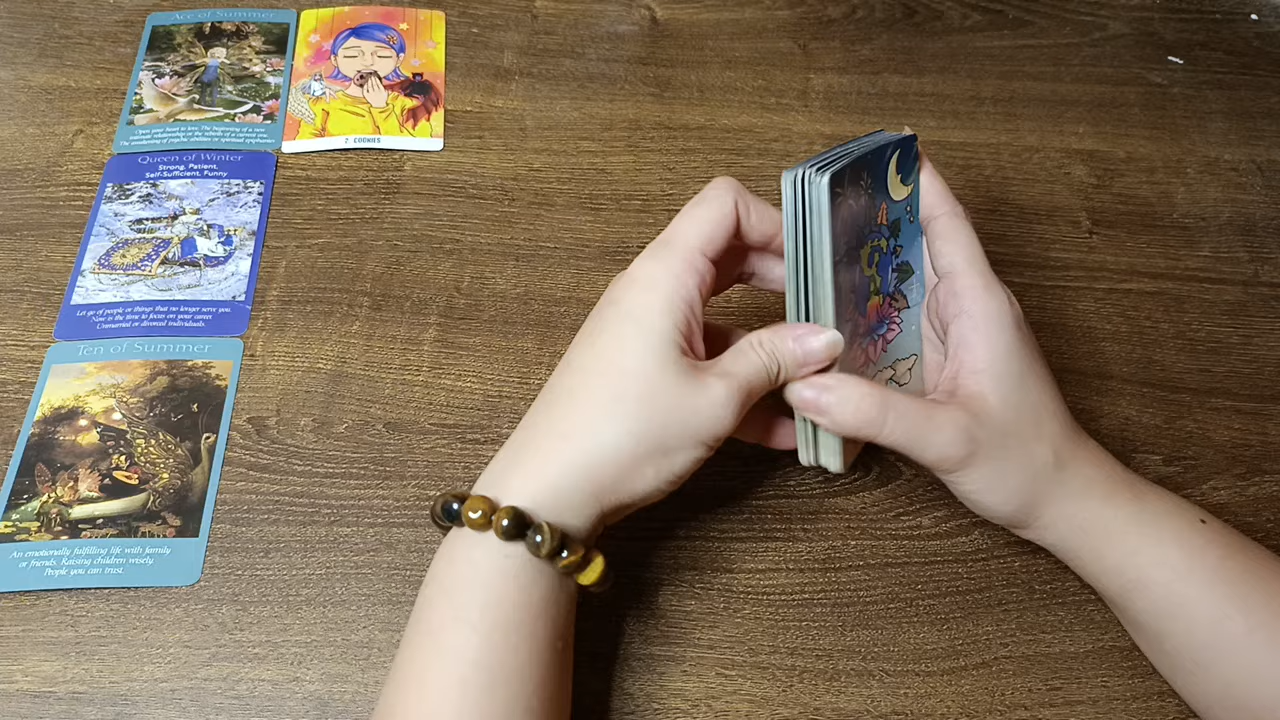 Ace of Summer
Open your heart to love. The beginning of a new
intimate relationship or the rebirth of a current one.
The awakening of psychic abilities or spiritual epiphanies
2 COOKIES
Queen of Winter
Strong, Patient,
Self-Sufficient, Funny
Let go of people or things that no longer serve you.
Now is the time to focus on your career.
Unmarried or divorced individuals.
Ten of Summer
An emotionally fulfilling life with family
or friends. Raising children wisely.
People you can trust.